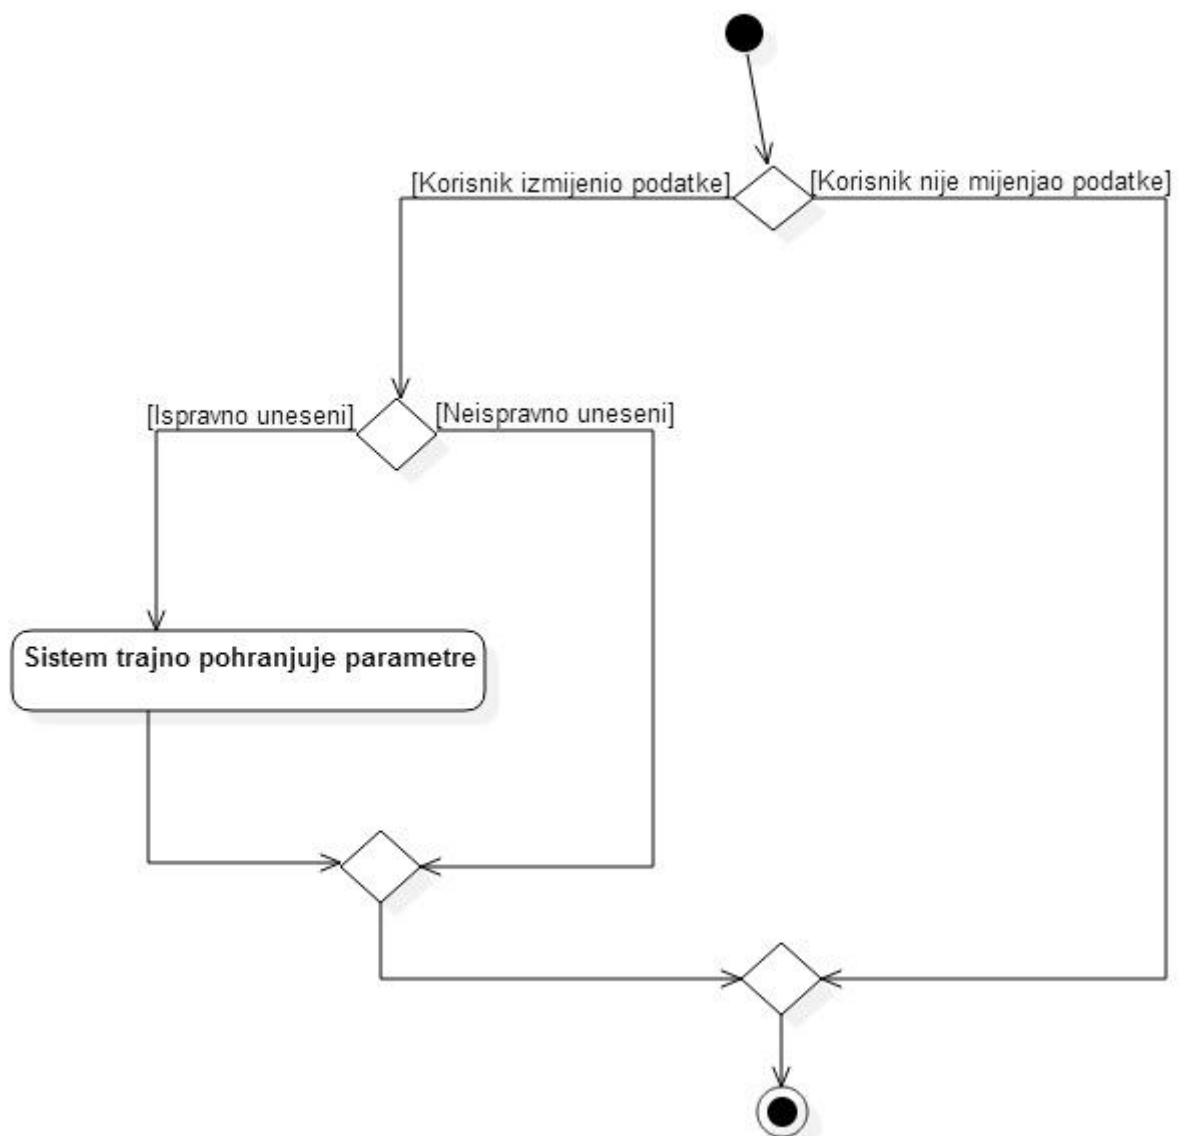 [Korisnik izmijenio podatke]
[Korisnik nije mijenjao podatke]
[Ispravno uneseni]
[Neispravno uneseni]
Sistem trajno pohranjuje parametre